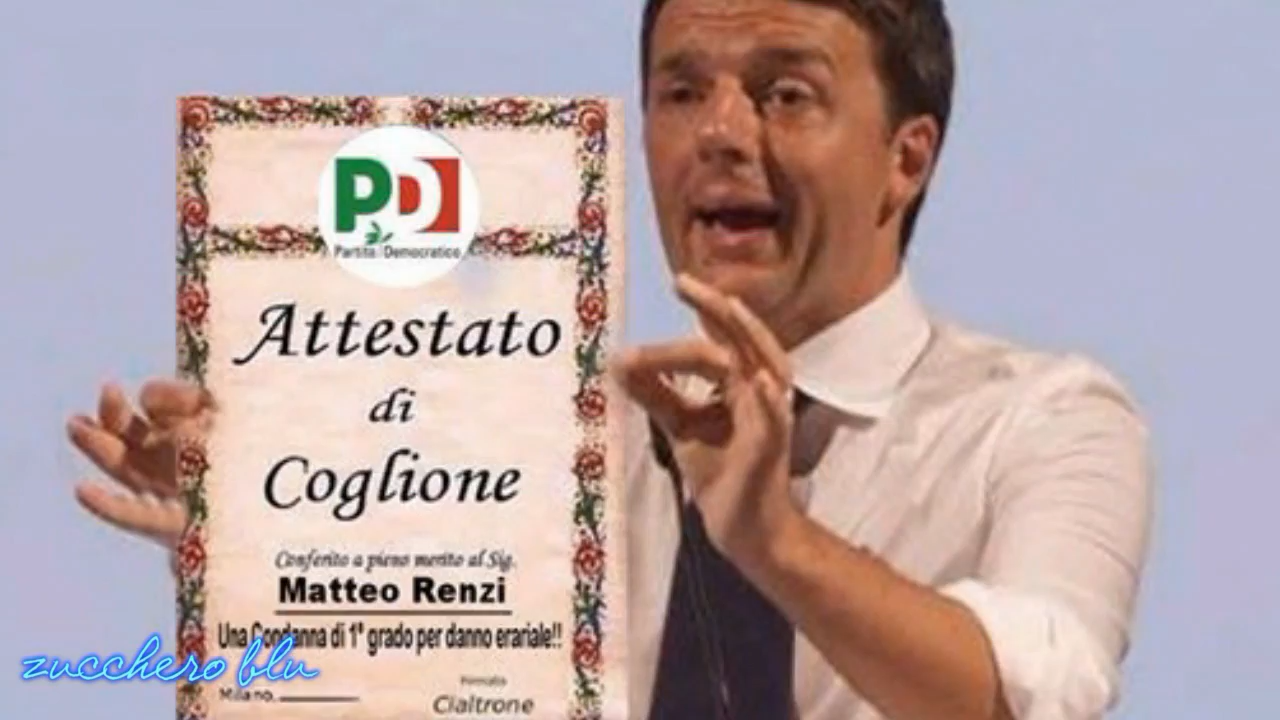 PD
Partito Democratico
Attestato
di
Coglione
Conferito a pieno merito al Sig.
Matteo Renzi
Una Condanna di 1° grado per danno erariale!!
zucchero blu
Milano,
Firmato
Cialtrone